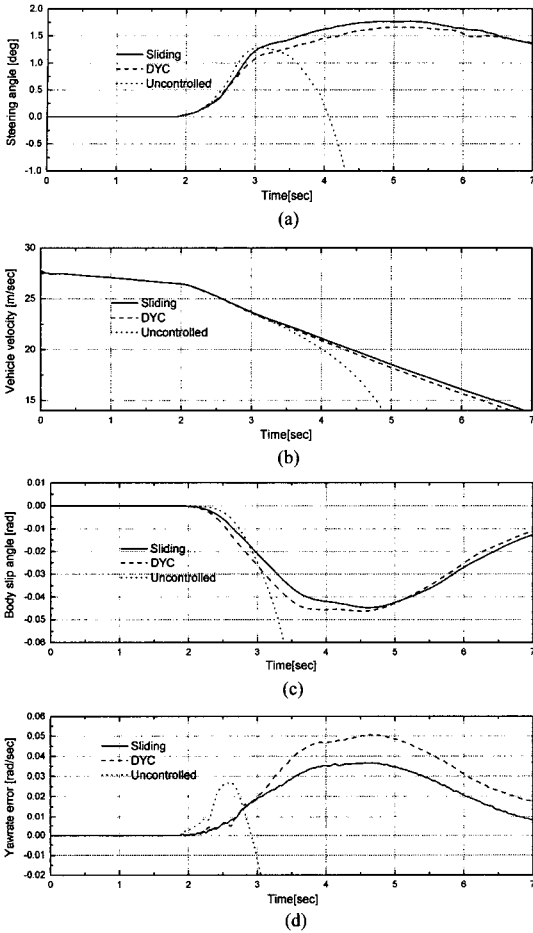 2.0
1.5
1.0
0.5
0.0
-0.5
-1.0
Steering angle [deg]
Sliding
DYC
Uncontrolled
0 1 2 3 4 5 6 7
Time[sec]
(a)
30
25
20
15
Vehicle velocity [m/sec]
Sliding
DYC
Uncontrolled
0 1 2 3 4 5 6 7
Time[sec]
(b)
0.01
0.00
-0.01
-0.02
-0.03
-0.04
-0.05
-0.06
Body slip angle [rad]
Sliding
DYC
Uncontrolled
0 1 2 3 4 5 6 7
Time[sec]
(c)
0.06
0.05
0.04
0.03
0.02
0.01
0.00
-0.01
-0.02
Yawrate error [rad/sec]
Sliding
DYC
Uncontrolled
0 1 2 3 4 5 6 7
Time[sec]
(d)